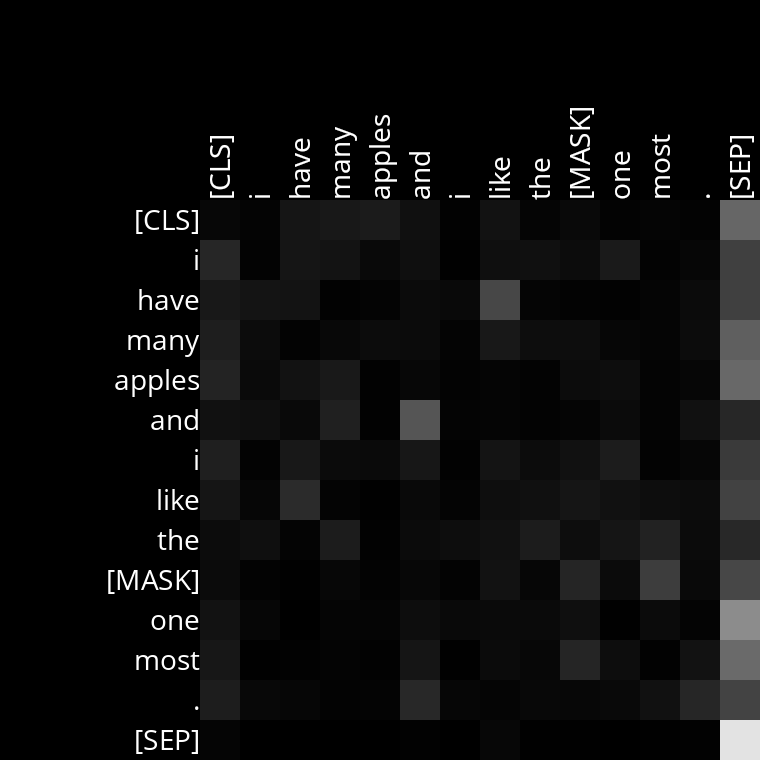 [CLS] i have many apples and i like the [MASK] one most . [SEP]
[CLS]
i
have
many
apples
and
i
like
the
[MASK]
one
most
.
[SEP]